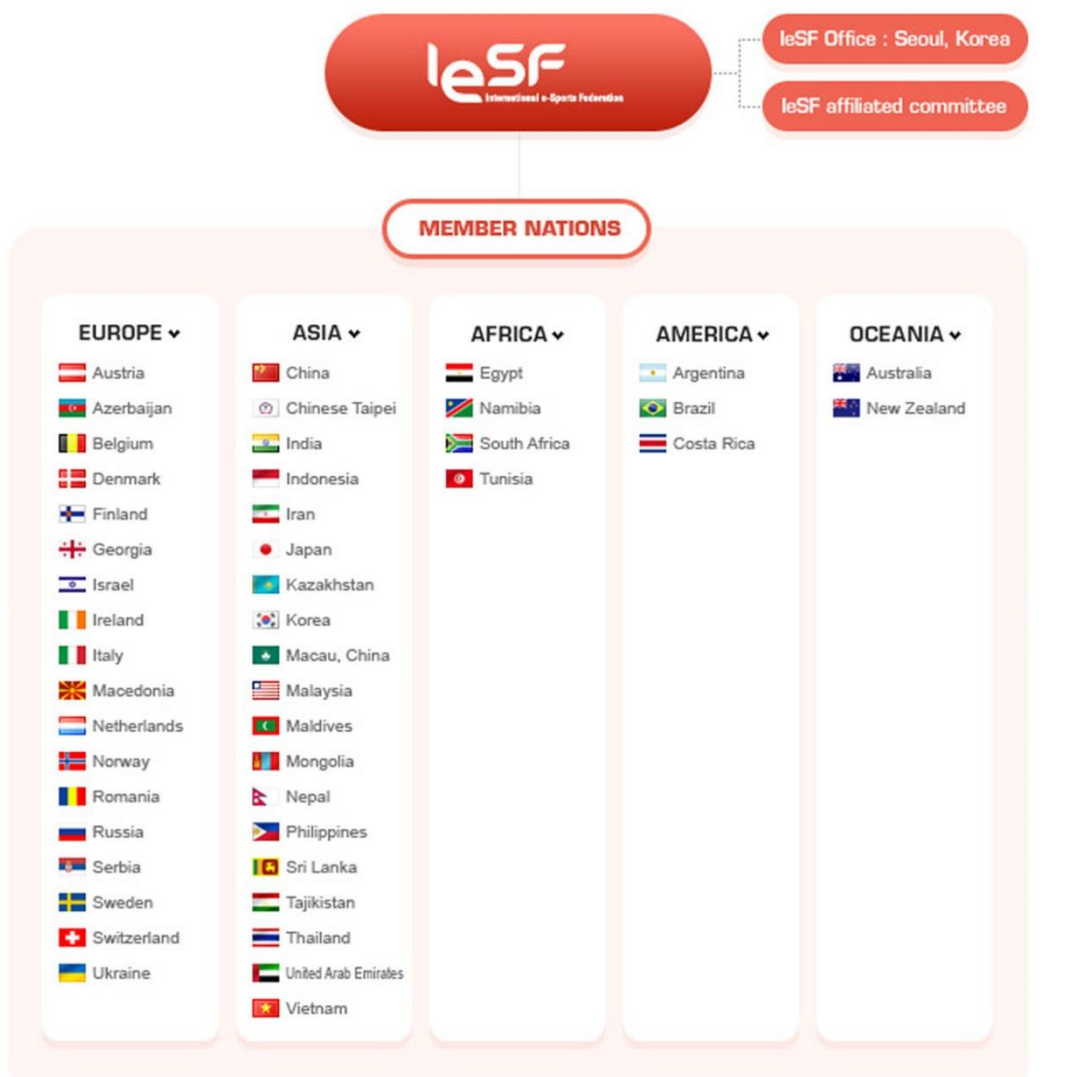 IeSF
International e-Sports Federation
IeSF Office : Seoul, Korea
IeSF affiliated committee
MEMBER NATIONS
EUROPE
Austria
Azerbaijan
Belgium
Denmark
Finland
Georgia
Israel
Ireland
Italy
Macedonia
Netherlands
Norway
Romania
Russia
Serbia
Sweden
Switzerland
Ukraine
ASIA
China
Chinese Taipei
India
Indonesia
Iran
Japan
Kazakhstan
Korea
Macau, China
Malaysia
Maldives
Mongolia
Nepal
Philippines
Sri Lanka
Tajikistan
Thailand
United Arab Emirates
Vietnam
AFRICA
Egypt
Namibia
South Africa
Tunisia
AMERICA
Argentina
Brazil
Costa Rica
OCEANIA
Australia
New Zealand